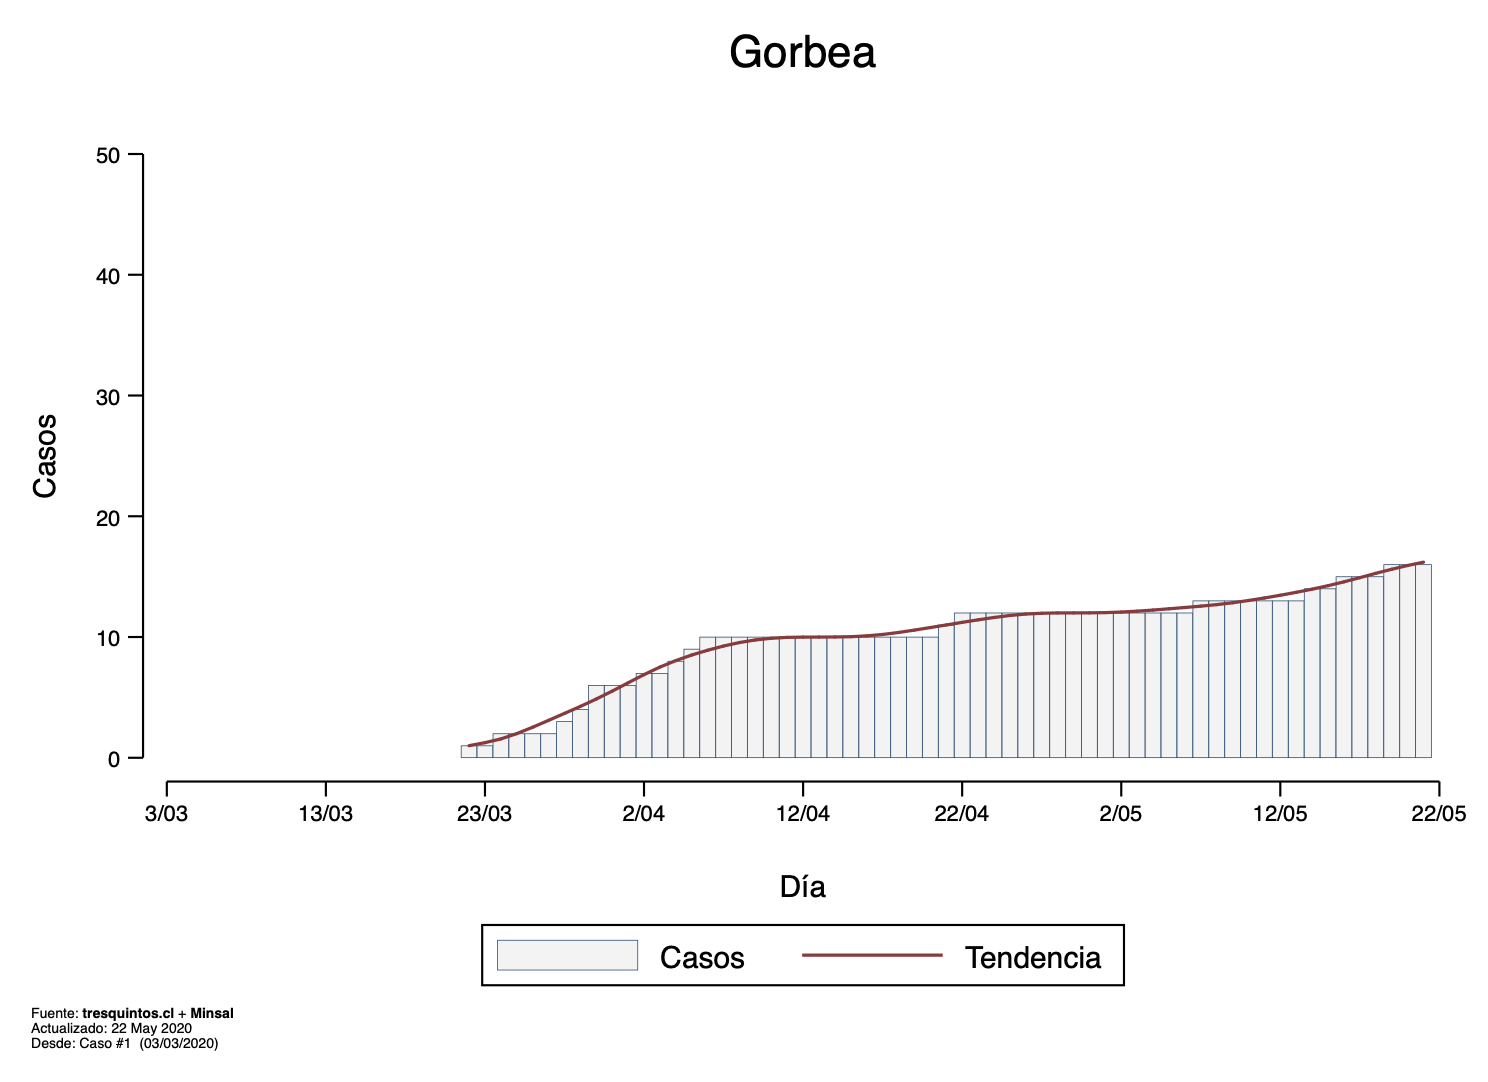 Gorbea
50
40
30
20
10
0
Casos
3/03 13/03 23/03 2/04 12/04 22/04 2/05 12/05 22/05
Día
Casos Tendencia
Fuente: tresquintos.cl + Minsal
Actualizado: 22 May 2020
Desde: Caso #1 (03/03/2020)